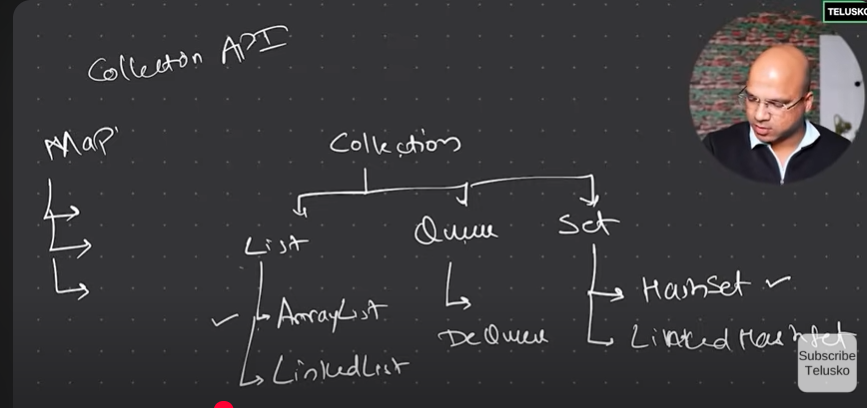 TELUSKO
Collection API
Map
Collection
List
Queue
Set
ArrayList
LinkedList
DeQueue
HashSet
LinkedHashSet
Subscribe
Telusko